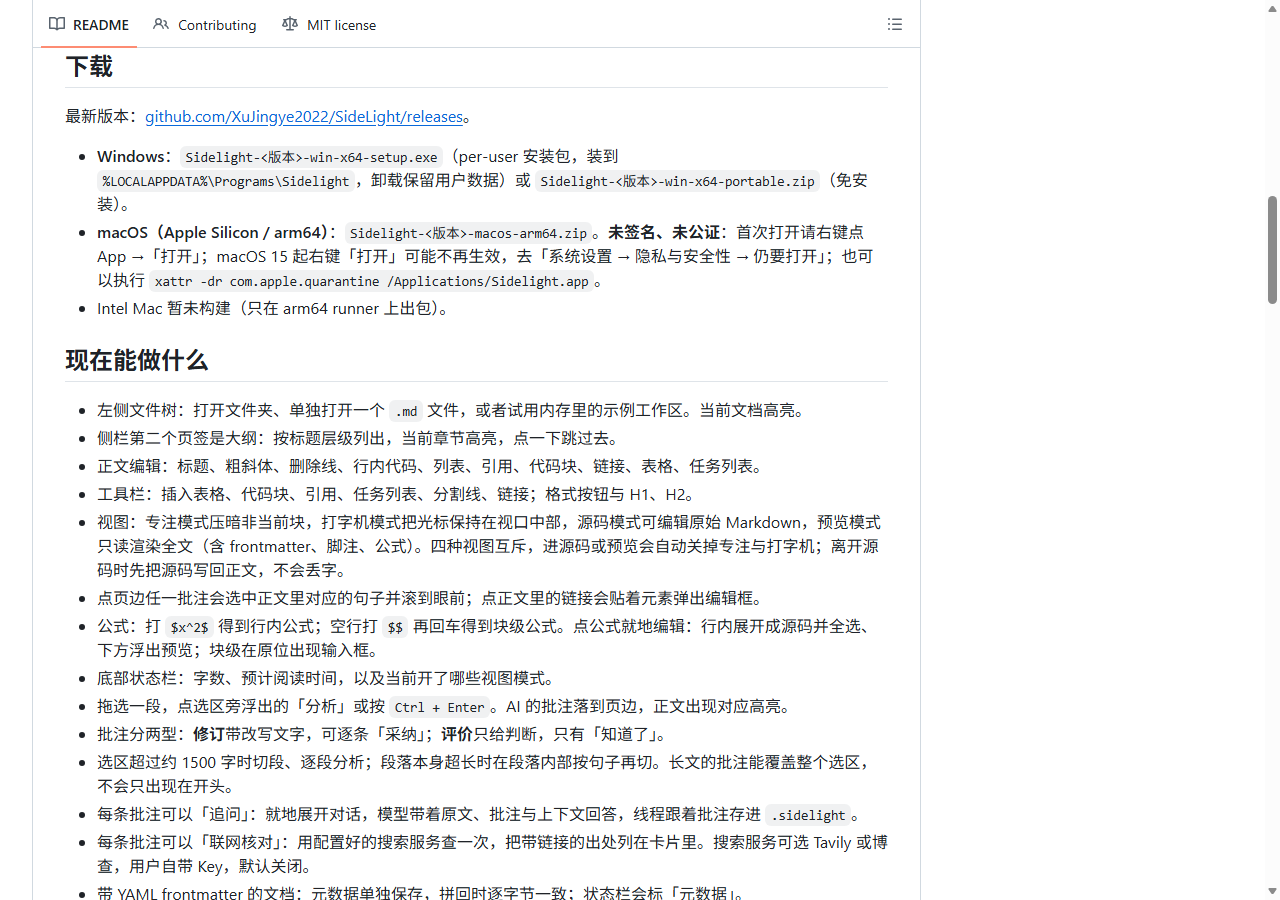 README Contributing MIT license
下载
最新版本：github.com/XuJingye2022/SideLight/releases。
Windows：Sidelight-<版本>-win-x64-setup.exe（per-user 安装包，装到
%LOCALAPPDATA%\Programs\Sidelight，卸载保留用户数据）或 Sidelight-<版本>-win-x64-portable.zip（免安
装）。
macOS（Apple Silicon / arm64）：Sidelight-<版本>-macos-arm64.zip。未签名、未公证：首次打开请右键点
App →「打开」；macOS 15 起右键「打开」可能不再生效，去「系统设置 → 隐私与安全性 → 仍要打开」；也可
以执行 xattr -dr com.apple.quarantine /Applications/Sidelight.app。
Intel Mac 暂未构建（只在 arm64 runner 上出包）。
现在能做什么
左侧文件树：打开文件夹、单独打开一个 .md 文件，或者试用内存里的示例工作区。当前文档高亮。
侧栏第二个页签是大纲：按标题层级列出，当前章节高亮，点一下跳过去。
正文编辑：标题、粗斜体、删除线、行内代码、列表、引用、代码块、链接、表格、任务列表。
工具栏：插入表格、代码块、引用、任务列表、分割线、链接；格式按钮与 H1、H2。
视图：专注模式压暗非当前块，打字机模式把光标保持在视口中部，源码模式可编辑原始 Markdown，预览模式
只读渲染全文（含 frontmatter、脚注、公式）。四种视图互斥，进源码或预览会自动关掉专注与打字机；离开源
码时先把源码写回正文，不会丢字。
点页边任一批注会选中正文里对应的句子并滚到眼前；点正文里的链接会贴着元素弹出编辑框。
公式：打 $x^2$ 得到行内公式；空行打 $$ 再回车得到块级公式。点公式就地编辑：行内展开成源码并全选、
下方浮出预览；块级在原位出现输入框。
底部状态栏：字数、预计阅读时间，以及当前开了哪些视图模式。
拖选一段，点选区旁浮出的「分析」或按 Ctrl + Enter。AI 的批注落到页边，正文出现对应高亮。
批注分两型：修订带改写文字，可逐条「采纳」；评价只给判断，只有「知道了」。
选区超过约 1500 字时切段、逐段分析；段落本身超长时在段落内部按句子再切。长文的批注能覆盖整个选区，
不会只出现在开头。
每条批注可以「追问」：就地展开对话，模型带着原文、批注与上下文回答，线程跟着批注存进 .sidelight。
每条批注可以「联网核对」：用配置好的搜索服务查一次，把带链接的出处列在卡片里。搜索服务可选 Tavily 或博
查，用户自带 Key，默认关闭。
带 YAML frontmatter 的文档：元数据单独保存，拼回时逐字节一致；状态栏会标「元数据」。